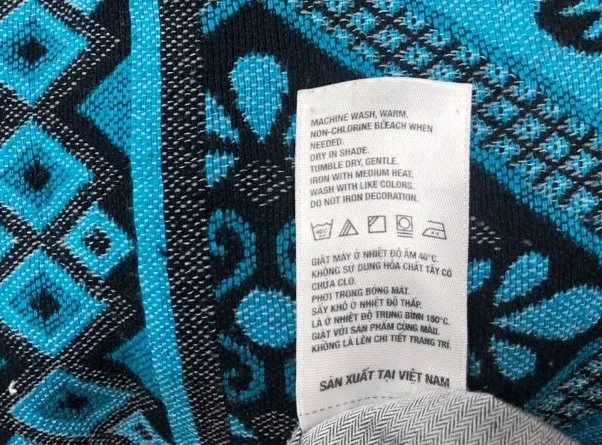 MACHINE WASH, WARM.
NON-CHLORINE BLEACH WHEN
NEEDED.
DRY IN SHADE.
TUMBLE DRY, GENTLE.
IRON WITH MEDIUM HEAT.
WASH WITH LIKE COLORS.
DO NOT IRON DECORATION.
GIẶT MÁY Ở NHIỆT ĐỘ ẤM 40°C.
KHÔNG SỬ DỤNG HÓA CHẤT TẨY CÓ
CHỨA CLO.
PHƠI TRONG BÓNG MÁT.
SẤY KHÔ Ở NHIỆT ĐỘ THẤP.
LÀ Ở NHIỆT ĐỘ TRUNG BÌNH 150°C.
GIẶT VỚI SẢN PHẨM CÙNG MÀU.
KHÔNG LÀ LÊN CHI TIẾT TRANG TRÍ.
SẢN XUẤT TẠI VIỆT NAM